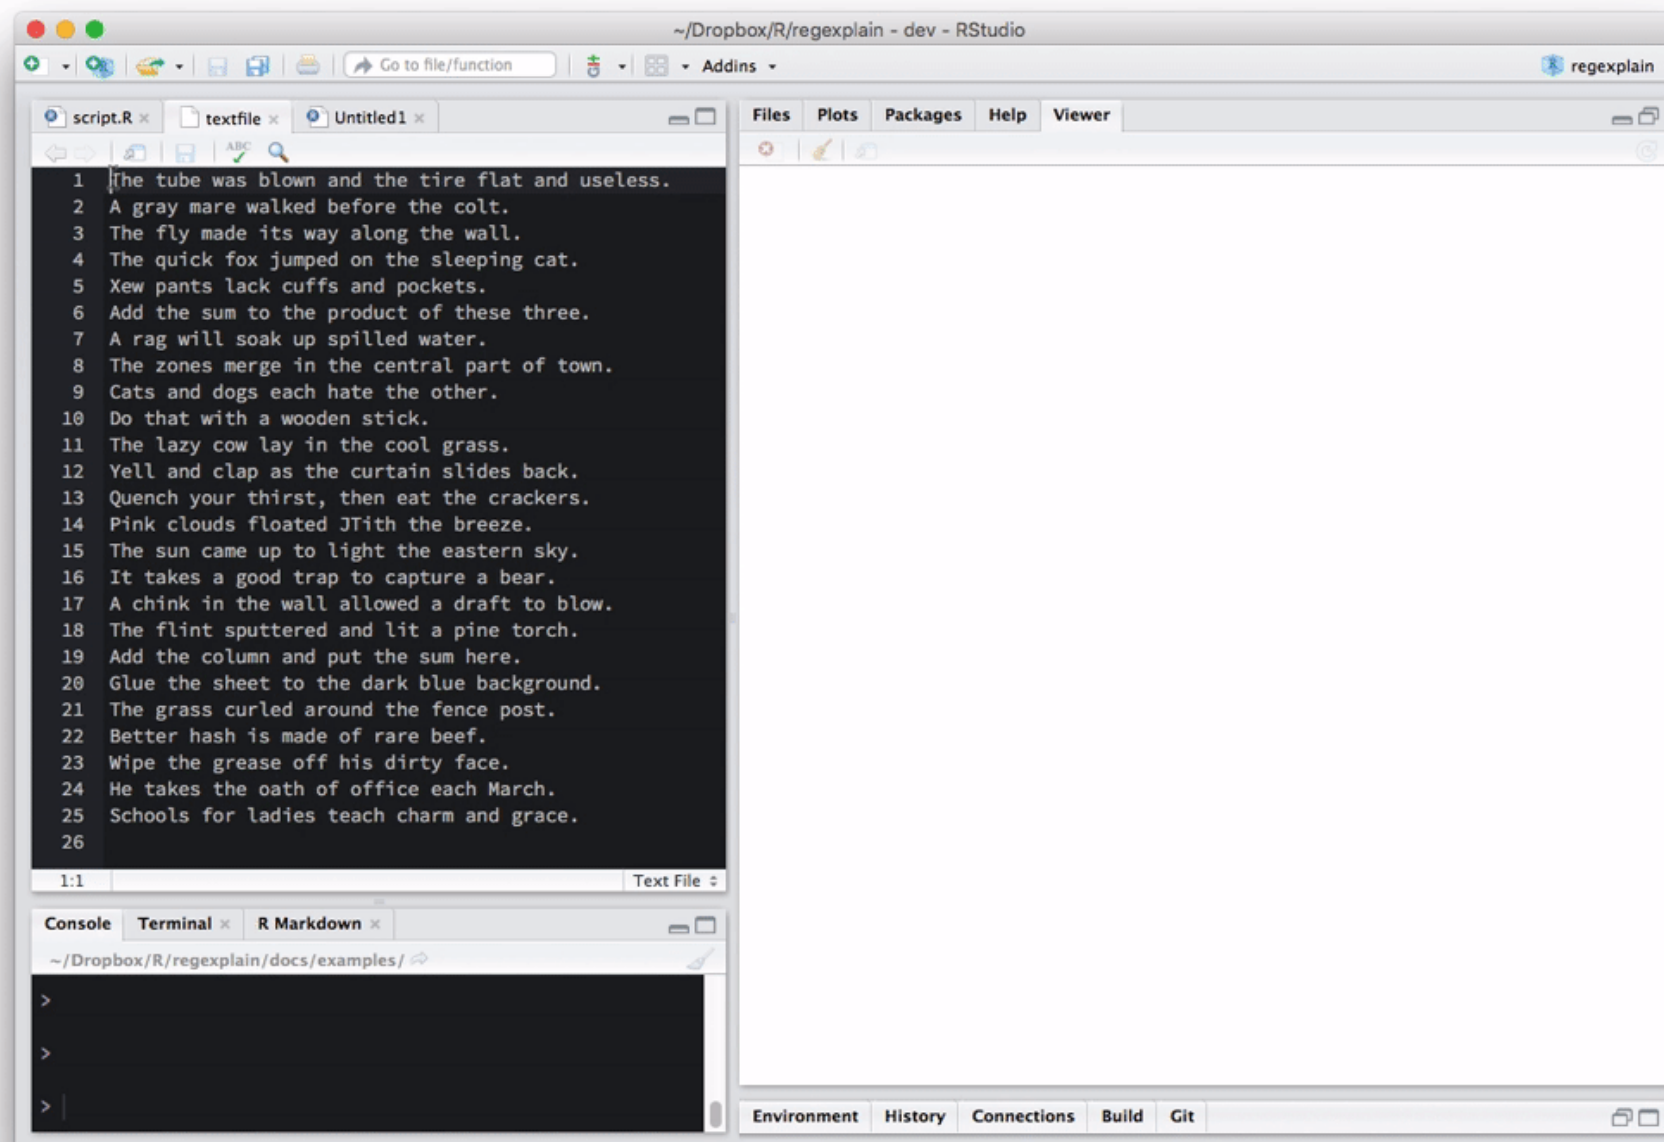 ~/Dropbox/R/regexplain - dev - RStudio
Go to file/function
Addins
regexplain
script.R
textfile
Untitled1
Files
Plots
Packages
Help
Viewer
ABC
1 The tube was blown and the tire flat and useless.
2 A gray mare walked before the colt.
3 The fly made its way along the wall.
4 The quick fox jumped on the sleeping cat.
5 Xew pants lack cuffs and pockets.
6 Add the sum to the product of these three.
7 A rag will soak up spilled water.
8 The zones merge in the central part of town.
9 Cats and dogs each hate the other.
10 Do that with a wooden stick.
11 The lazy cow lay in the cool grass.
12 Yell and clap as the curtain slides back.
13 Quench your thirst, then eat the crackers.
14 Pink clouds floated JTith the breeze.
15 The sun came up to light the eastern sky.
16 It takes a good trap to capture a bear.
17 A chink in the wall allowed a draft to blow.
18 The flint sputtered and lit a pine torch.
19 Add the column and put the sum here.
20 Glue the sheet to the dark blue background.
21 The grass curled around the fence post.
22 Better hash is made of rare beef.
23 Wipe the grease off his dirty face.
24 He takes the oath of office each March.
25 Schools for ladies teach charm and grace.
26
1:1
Text File
Console
Terminal
R Markdown
~/Dropbox/R/regexplain/docs/examples/
>
>
>
Environment
History
Connections
Build
Git